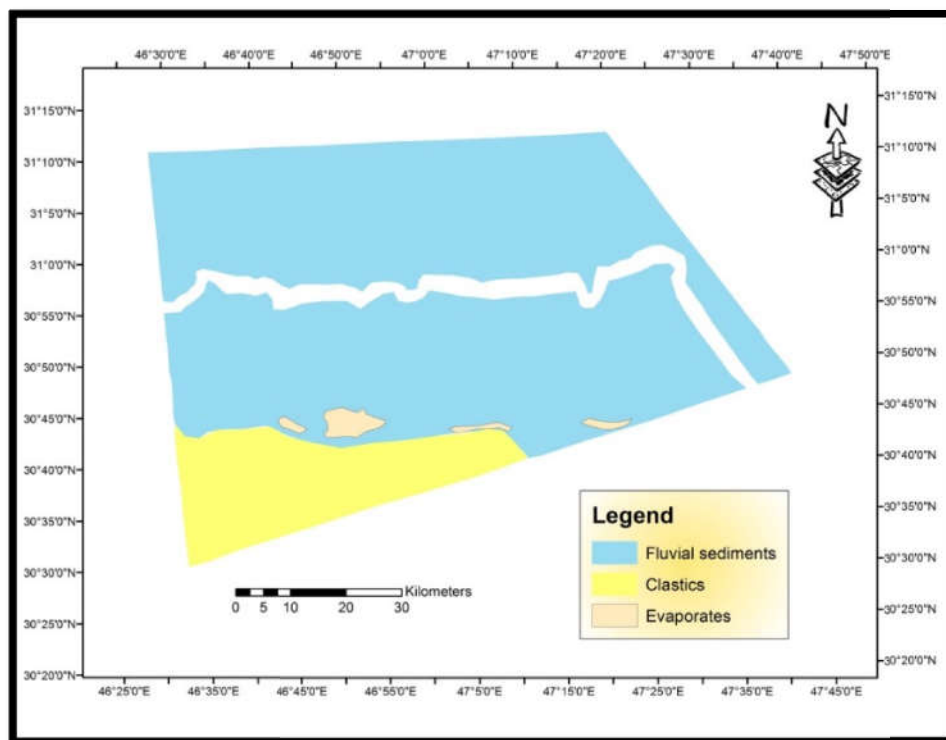 46°30'0"E 46°40'0"E 46°50'0"E 47°0'0"E 47°10'0"E 47°20'0"E 47°30'0"E 47°40'0"E 47°50'0"E
31°15'0"N
31°10'0"N
31°5'0"N
31°0'0"N
30°55'0"N
30°50'0"N
30°45'0"N
30°40'0"N
30°35'0"N
30°30'0"N
30°25'0"N
30°20'0"N
N
31°15'0"N
31°10'0"N
31°5'0"N
31°0'0"N
30°55'0"N
30°50'0"N
30°45'0"N
30°40'0"N
30°35'0"N
30°30'0"N
30°25'0"N
30°20'0"N
Legend
Fluvial sediments
Clastics
Evaporates
Kilometers
0 5 10 20 30
46°25'0"E 46°35'0"E 46°45'0"E 46°55'0"E 47°5'0"E 47°15'0"E 47°25'0"E 47°35'0"E 47°45'0"E